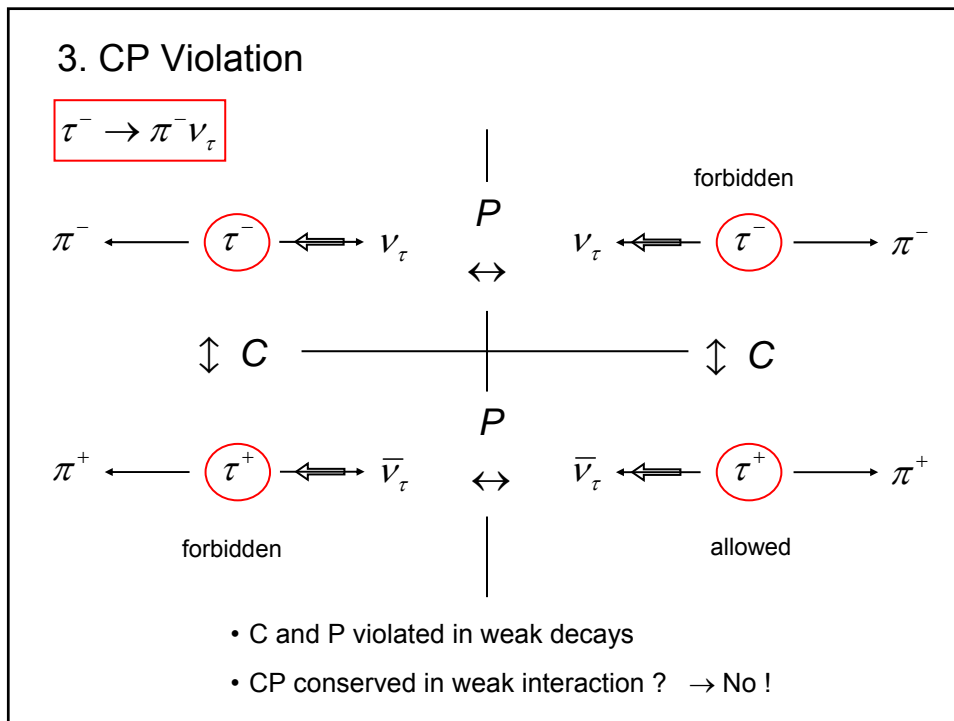 3. CP Violation
τ⁻ → π⁻ν_τ
forbidden
P
π⁻ τ⁻ ν_τ ↔ ν_τ τ⁻ π⁻
↕ C ↕ C
P
π⁺ τ⁺ ν̅_τ ↔ ν̅_τ τ⁺ π⁺
forbidden allowed
• C and P violated in weak decays
• CP conserved in weak interaction ? → No !